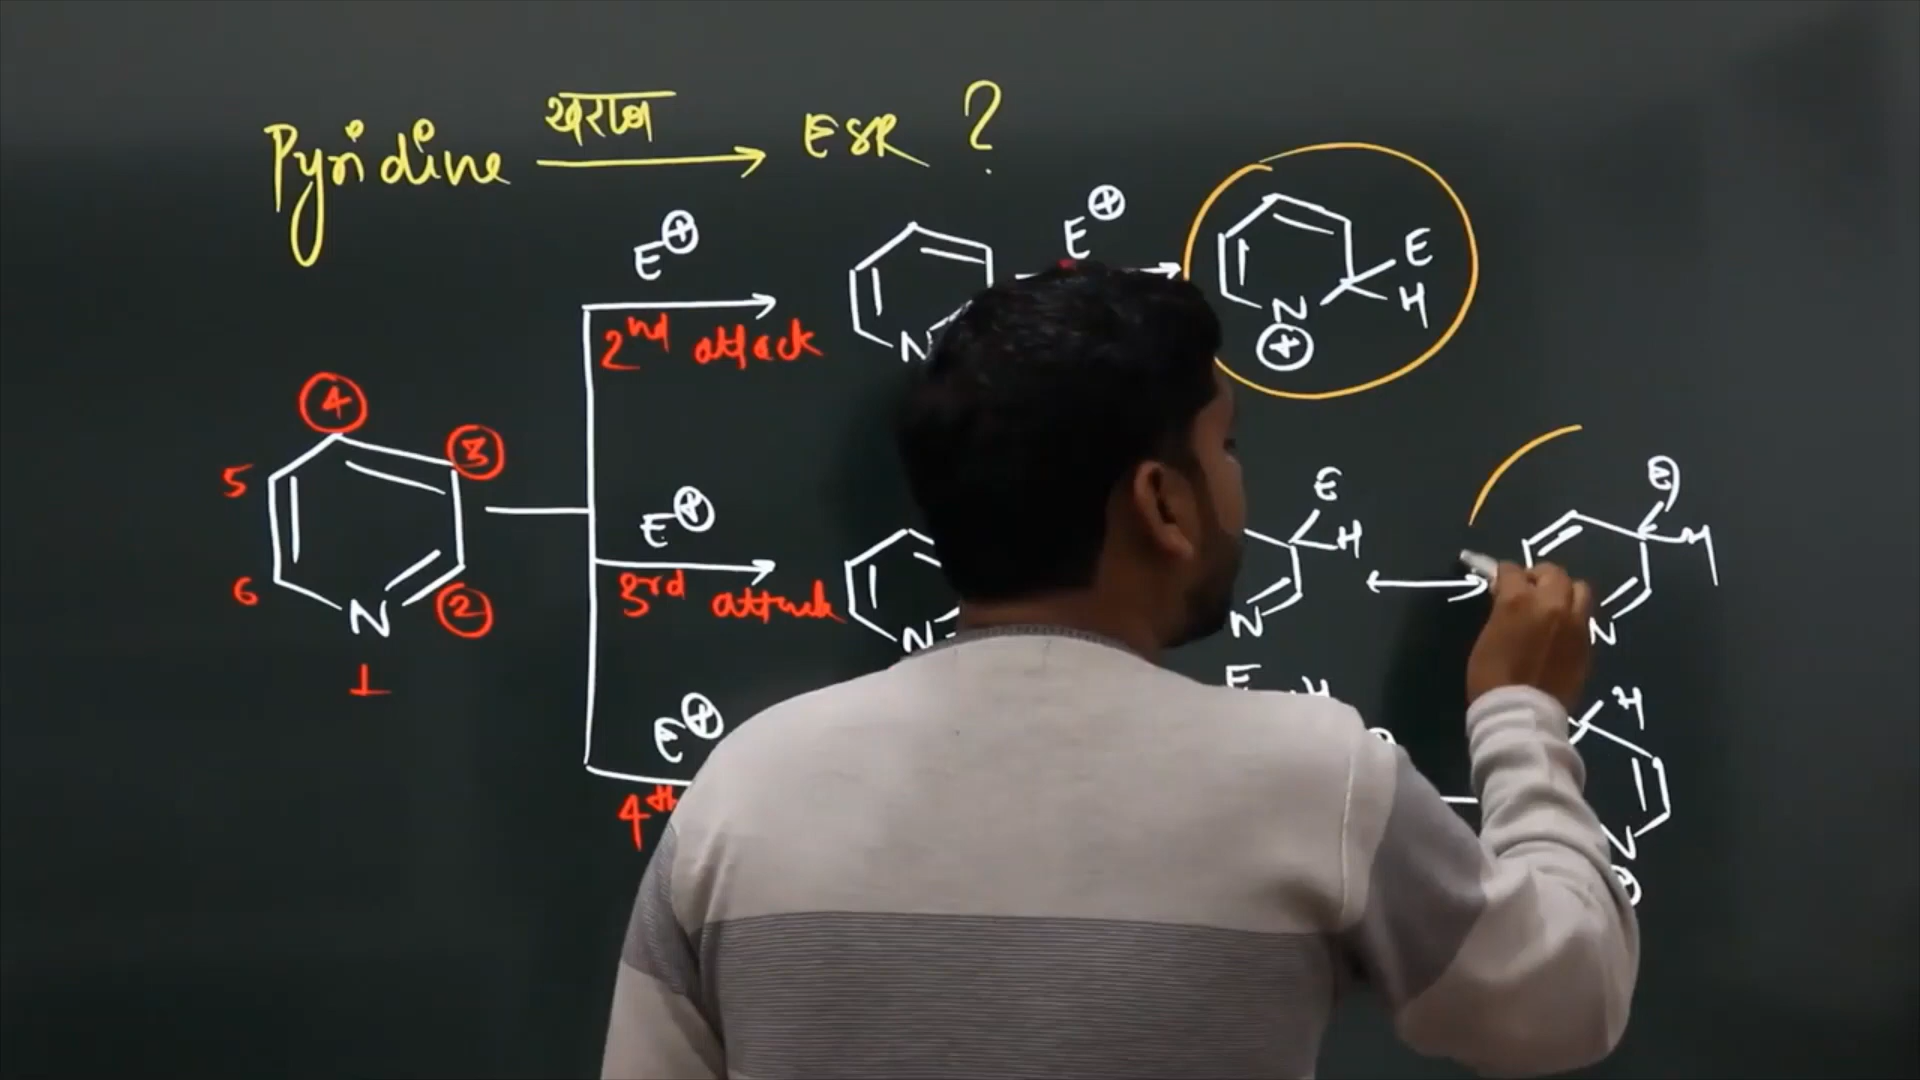 Pyridine खराब ESR ?
E⊕
2nd attack
N
E⊕
E
H
N
⊕
4
3
5
6
2
N
1
E⊕
3rd attack
N
E
H
N
E
H
N
E⊕
4th
E
H
H
N